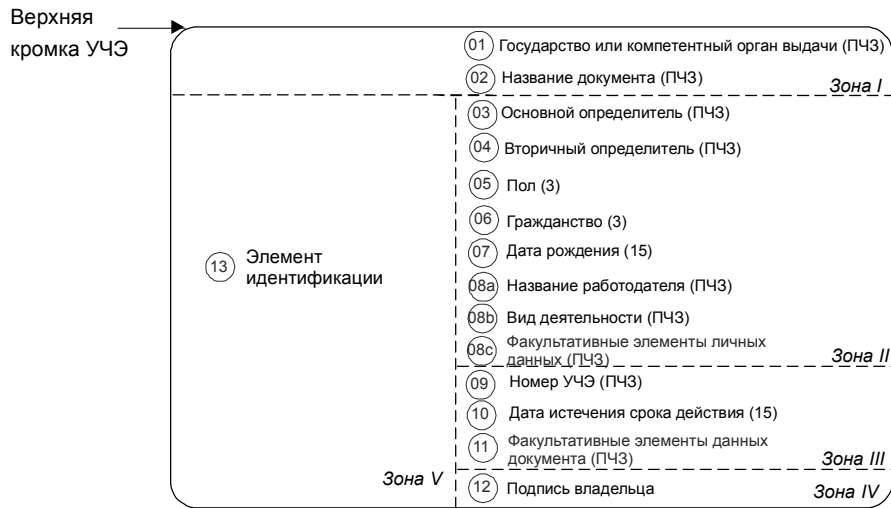 Верхняя
кромка УЧЭ
01 Государство или компетентный орган выдачи (ПЧЗ)
02 Название документа (ПЧЗ)
Зона I
03 Основной определитель (ПЧЗ)
04 Вторичный определитель (ПЧЗ)
05 Пол (3)
06 Гражданство (3)
07 Дата рождения (15)
13 Элемент
идентификации
08a Название работодателя (ПЧЗ)
08b Вид деятельности (ПЧЗ)
08c Факультативные элементы личных
данных (ПЧЗ)
Зона II
09 Номер УЧЭ (ПЧЗ)
10 Дата истечения срока действия (15)
11 Факультативные элементы данных
документа (ПЧЗ)
Зона III
Зона V
12 Подпись владельца
Зона IV